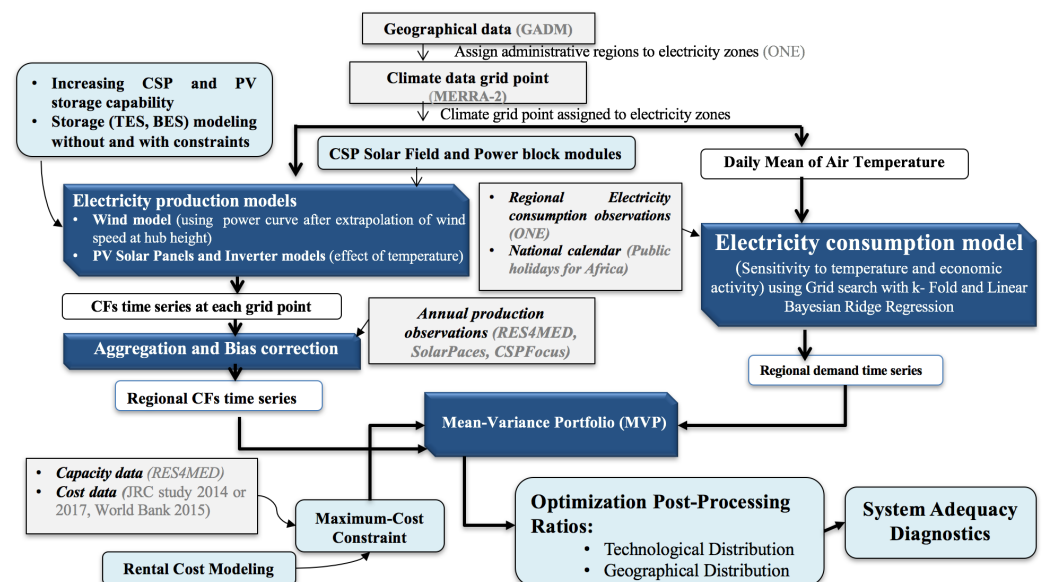 Geographical data (GADM)
Assign administrative regions to electricity zones (ONE)
Climate data grid point
(MERRA-2)
Climate grid point assigned to electricity zones
• Increasing CSP and PV
storage capability
• Storage (TES, BES) modeling
without and with constraints
CSP Solar Field and Power block modules
Daily Mean of Air Temperature
Electricity production models
• Wind model (using power curve after extrapolation of wind
speed at hub height)
• PV Solar Panels and Inverter models (effect of temperature)
• Regional Electricity
consumption observations
(ONE)
• National calendar (Public
holidays for Africa)
Electricity consumption model
(Sensitivity to temperature and economic
activity) using Grid search with k- Fold and Linear
Bayesian Ridge Regression
CFs time series at each grid point
Annual production
observations (RES4MED,
SolarPaces, CSPFocus)
Aggregation and Bias correction
Regional demand time series
Regional CFs time series
Mean-Variance Portfolio (MVP)
• Capacity data (RES4MED)
• Cost data (JRC study 2014 or
2017, World Bank 2015)
Maximum-Cost
Constraint
Rental Cost Modeling
Optimization Post-Processing
Ratios:
• Technological Distribution
• Geographical Distribution
System Adequacy
Diagnostics